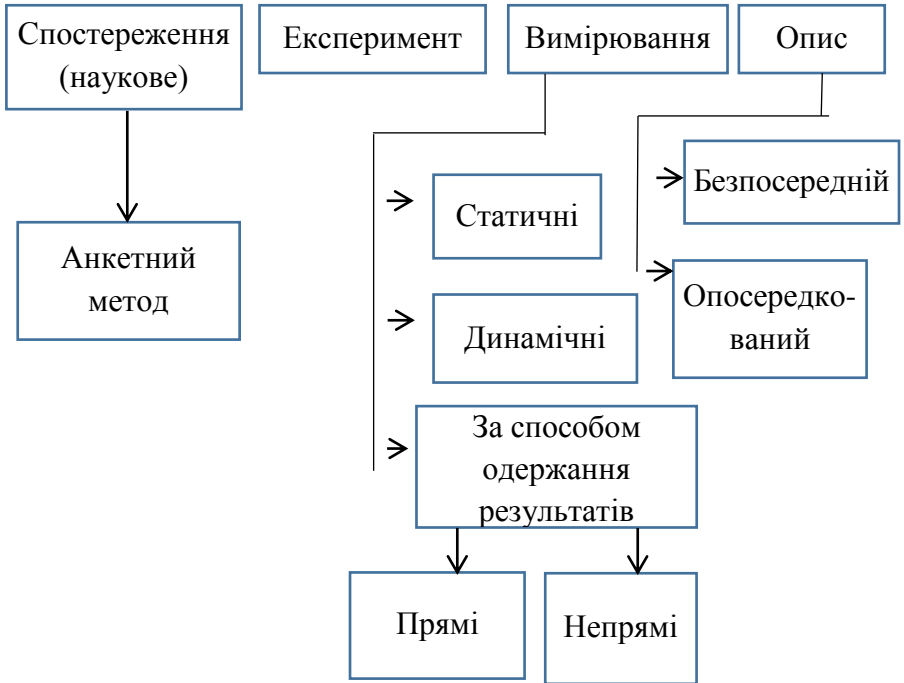 Спостереження
(наукове)
Експеримент
Вимірювання
Опис
Анкетний
метод
Статичні
Динамічні
За способом
одержання
результатів
Прямі
Непрямі
Безпосередній
Опосередко-
ваний